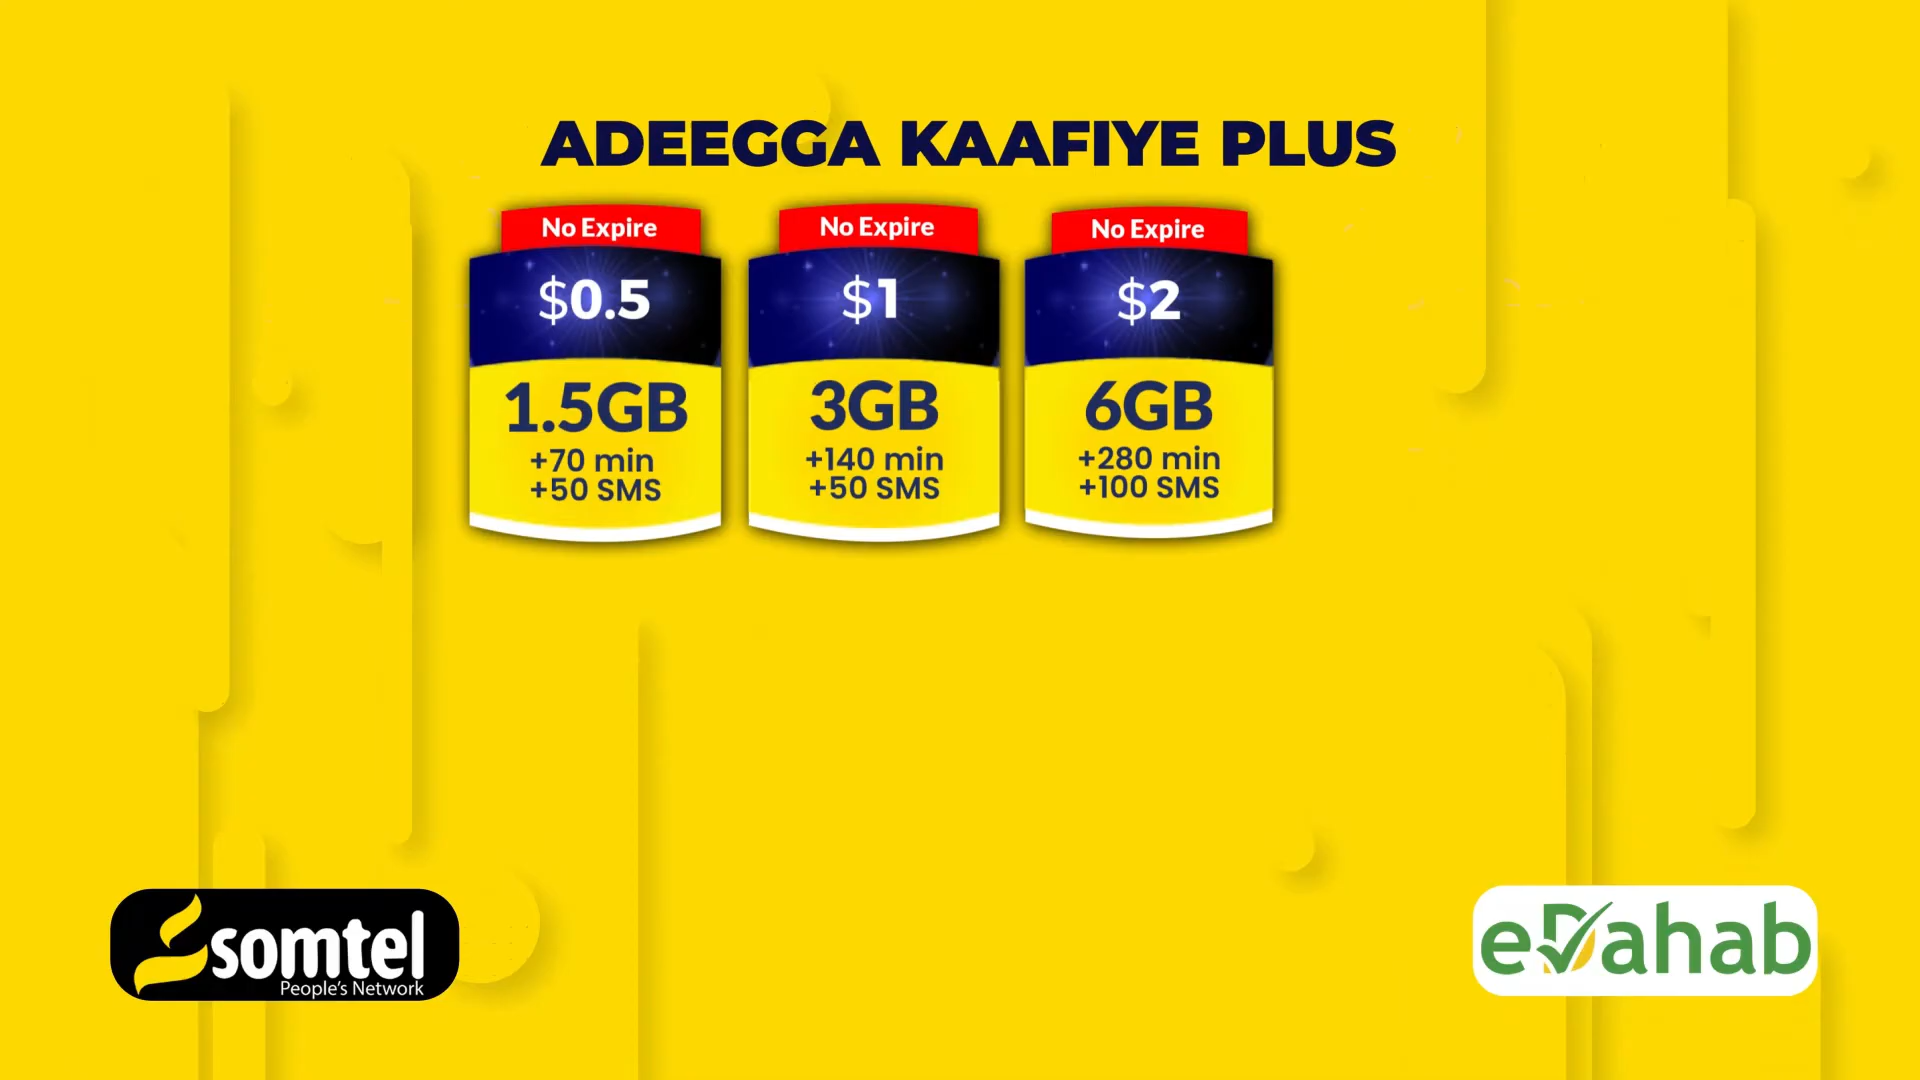 ADEEGGA KAAFIYE PLUS
No Expire
$0.5
1.5GB
+70 min
+50 SMS
No Expire
$1
3GB
+140 min
+50 SMS
No Expire
$2
6GB
+280 min
+100 SMS
somtel
People's Network
eDahab